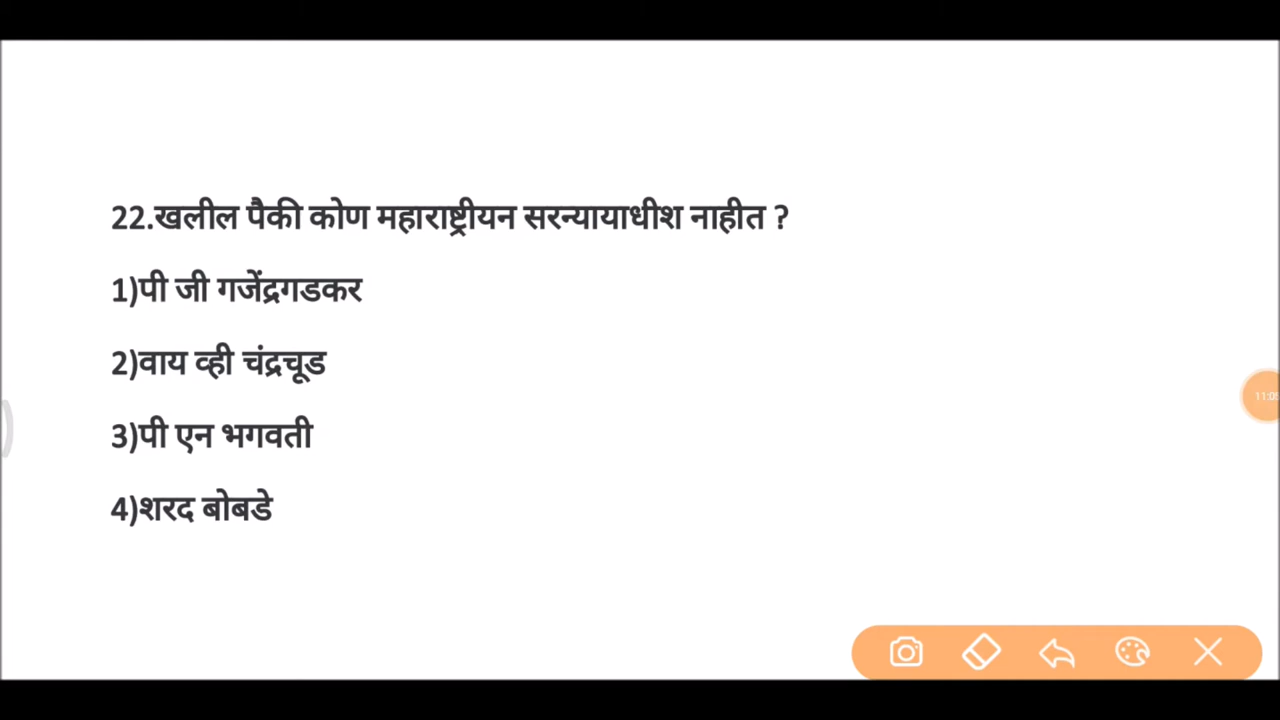 22.खलील पैकी कोण महाराष्ट्रीयन सरन्यायाधीश नाहीत ?
1)पी जी गजेंद्रगडकर
2)वाय व्ही चंद्रचूड
3)पी एन भगवती
4)शरद बोबडे